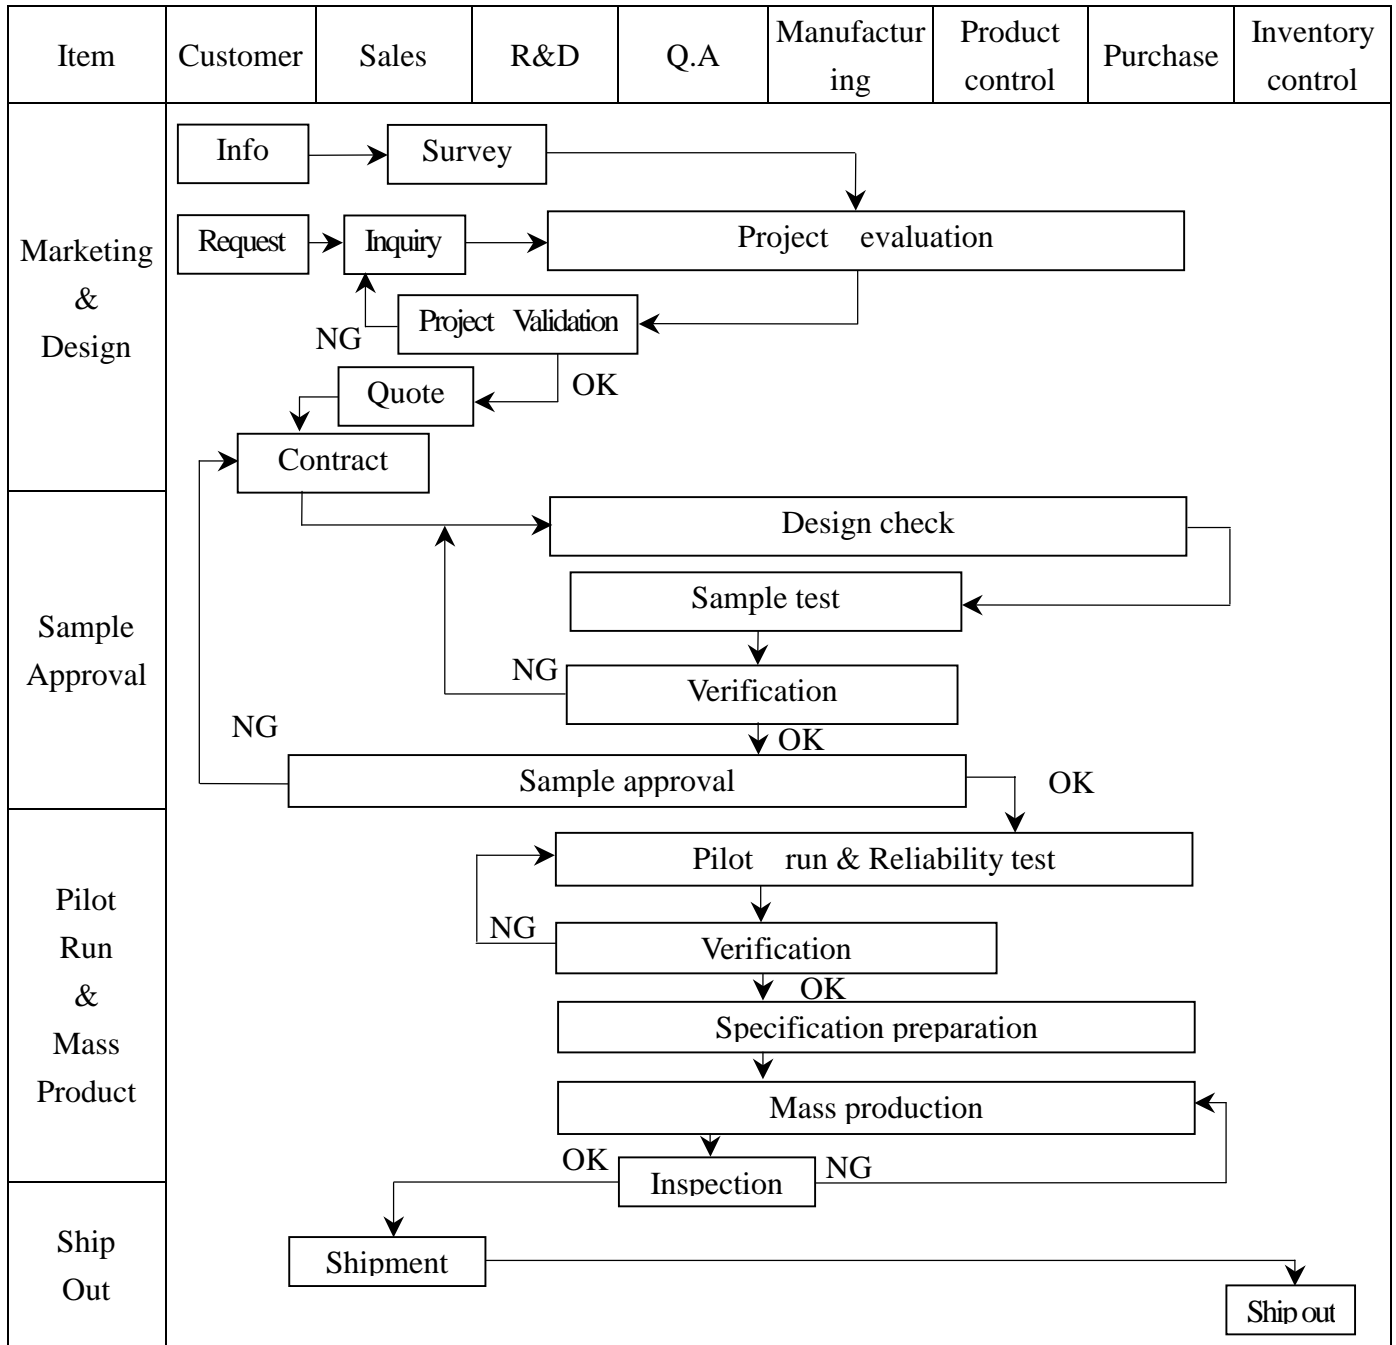 Item Customer Sales R&D Q.A Manufactur Product Purchase Inventory
ing control control
Info Survey
Request Inquiry Project evaluation
Marketing
&
Design
Project Validation
NG
OK
Quote
Contract
Design check
Sample test
Sample
Approval
NG
Verification
NG
OK
Sample approval
OK
Pilot run & Reliability test
Pilot
Run
&
Mass
Product
NG
Verification
OK
Specification preparation
Mass production
OK
NG
Inspection
Ship
Out
Shipment
Ship out